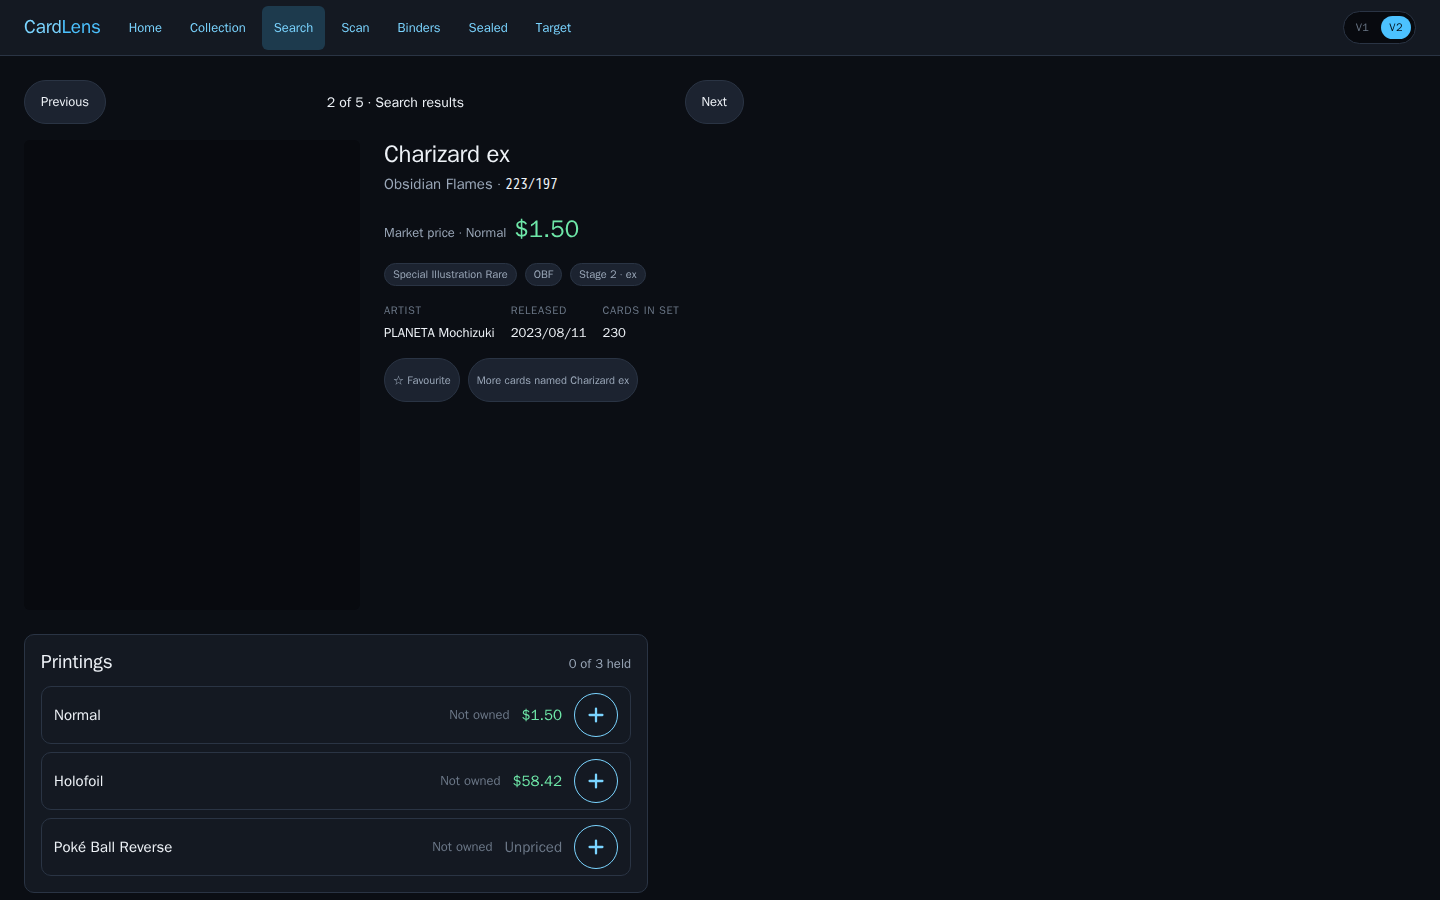 CardLens Home Collection Search Scan Binders Sealed Target V1 V2
Previous 2 of 5 · Search results Next
Charizard ex
Obsidian Flames · 223/197
Market price · Normal $1.50
Special Illustration Rare OBF Stage 2 · ex
ARTIST RELEASED CARDS IN SET
PLANETA Mochizuki 2023/08/11 230
☆ Favourite More cards named Charizard ex
Printings 0 of 3 held
Normal Not owned $1.50 +
Holofoil Not owned $58.42 +
Poké Ball Reverse Not owned Unpriced +